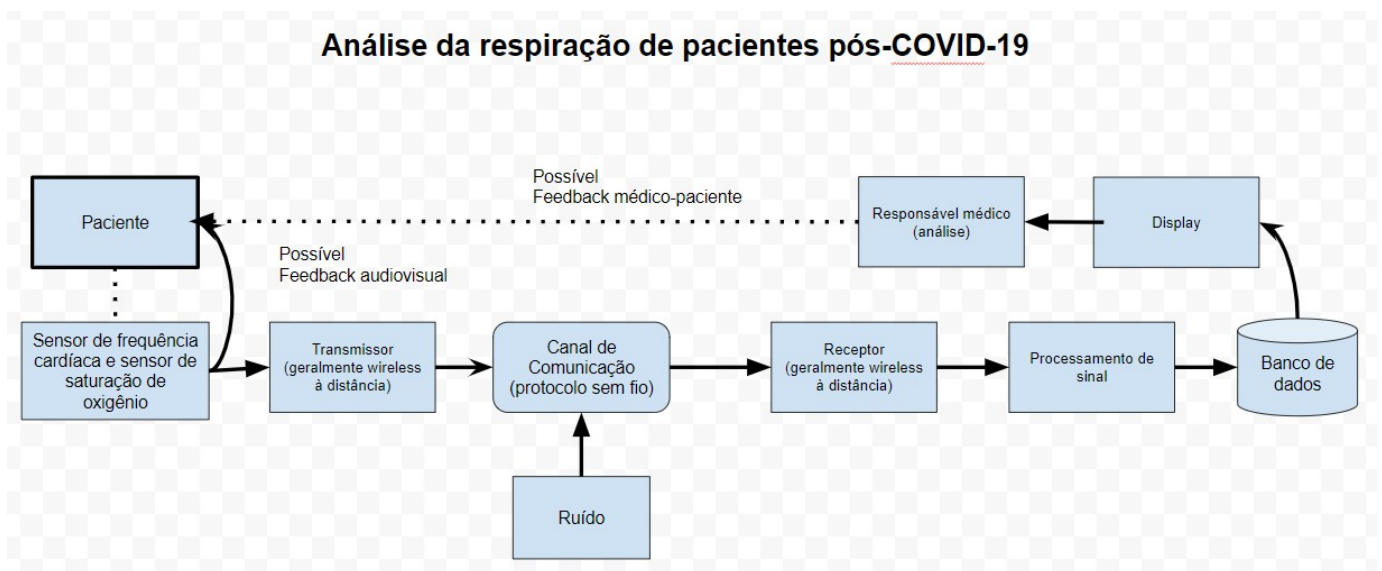 Análise da respiração de pacientes pós-COVID-19
Possível
Feedback médico-paciente
Paciente
Responsável médico
(análise)
Display
Possível
Feedback audiovisual
Sensor de frequência
cardíaca e sensor de
saturação de
oxigênio
Transmissor
(geralmente wireless
à distância)
Canal de
Comunicação
(protocolo sem fio)
Receptor
(geralmente wireless
à distância)
Processamento de
sinal
Banco de
dados
Ruído